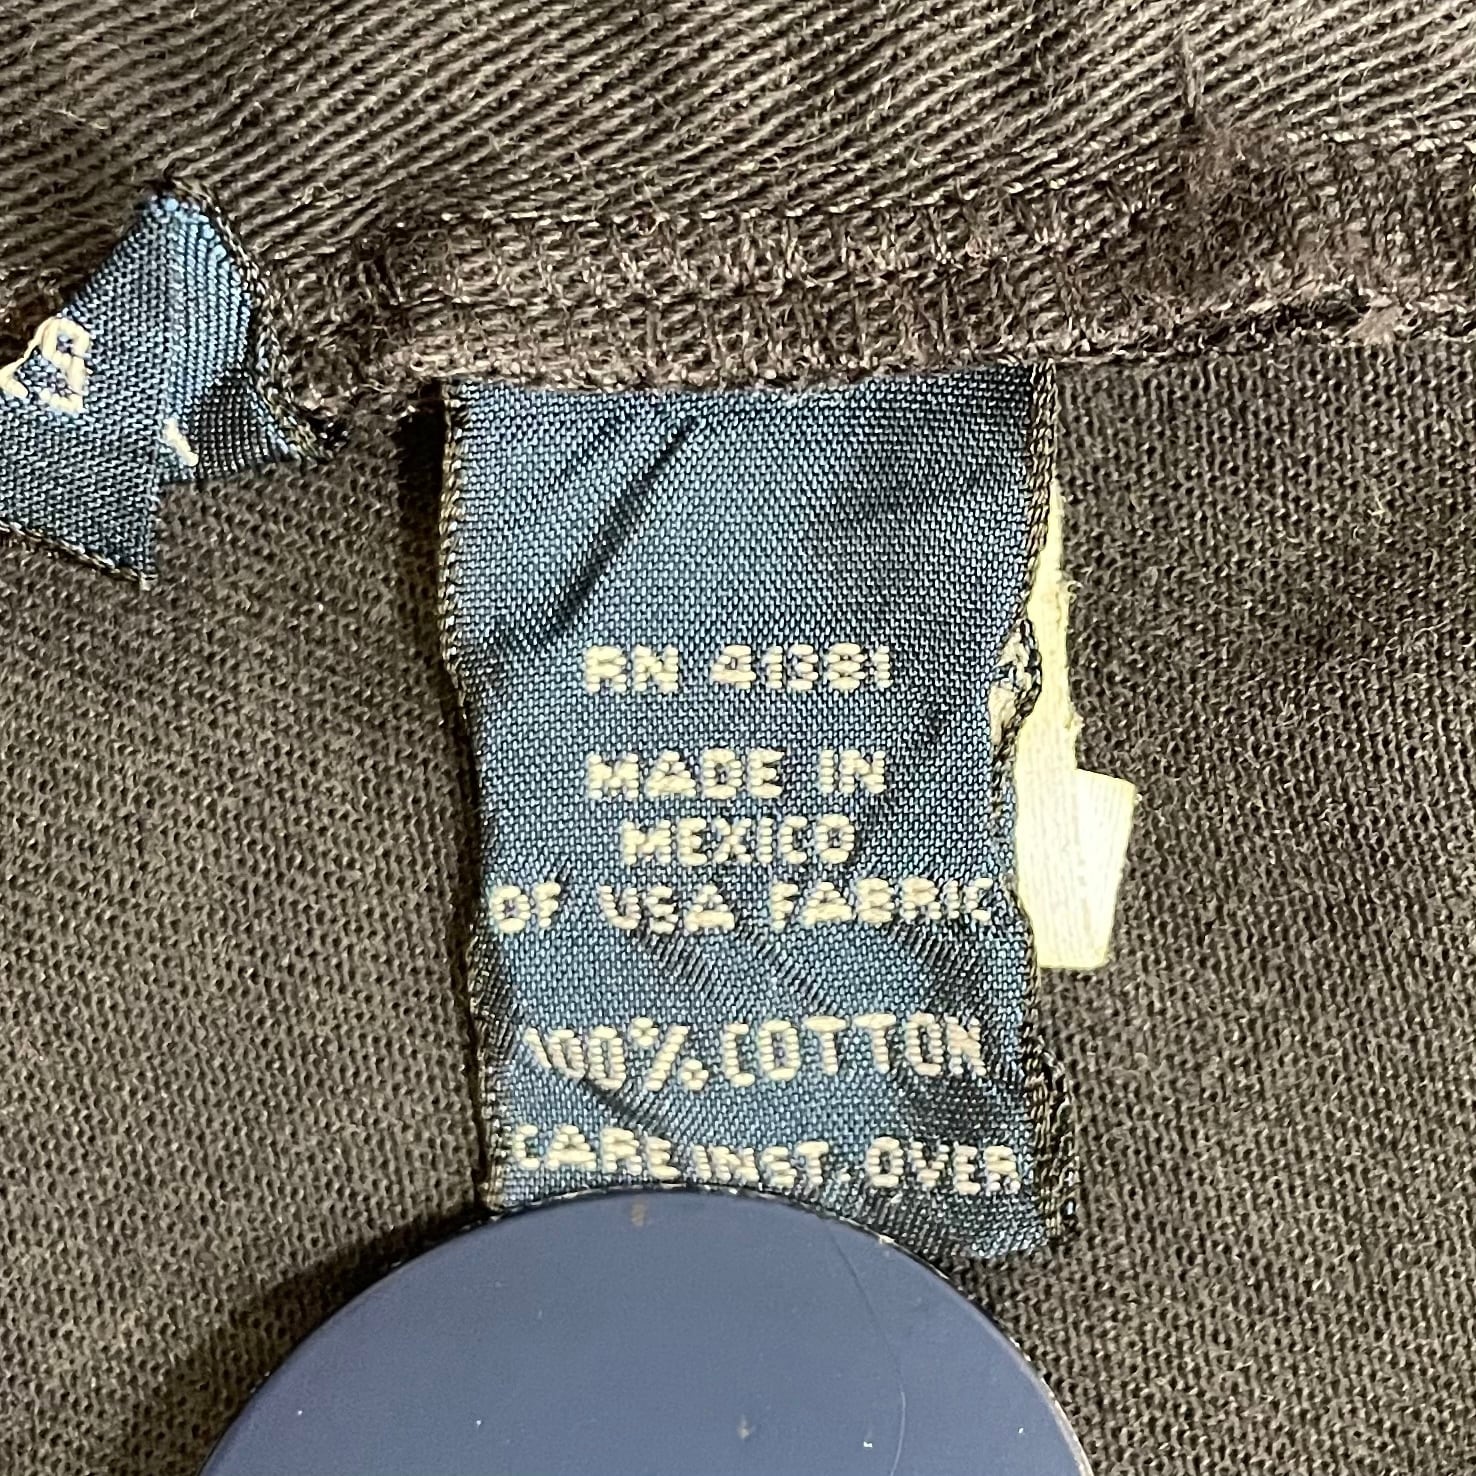 RN 41381
MADE IN
MEXICO
OF USA FABRIC
100% COTTON
CARE INST. OVER